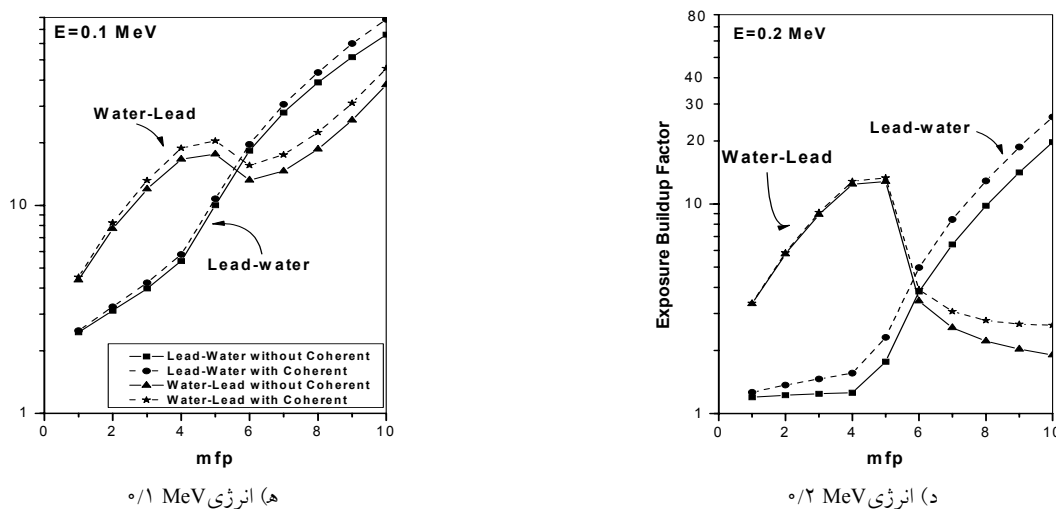 E=0.1 MeV
Water-Lead
10
Lead-water
Lead-Water without Coherent
Lead-Water with Coherent
Water-Lead without Coherent
Water-Lead with Coherent
1
0 2 4 6 8 10
mfp
ه) انرژی ۰/۱ MeV
80
E=0.2 MeV
60
40
30
Lead-water
20
Water-Lead
10
Exposure Buildup Factor
1
0 2 4 6 8 10
mfp
د) انرژی ۰/۲ MeV